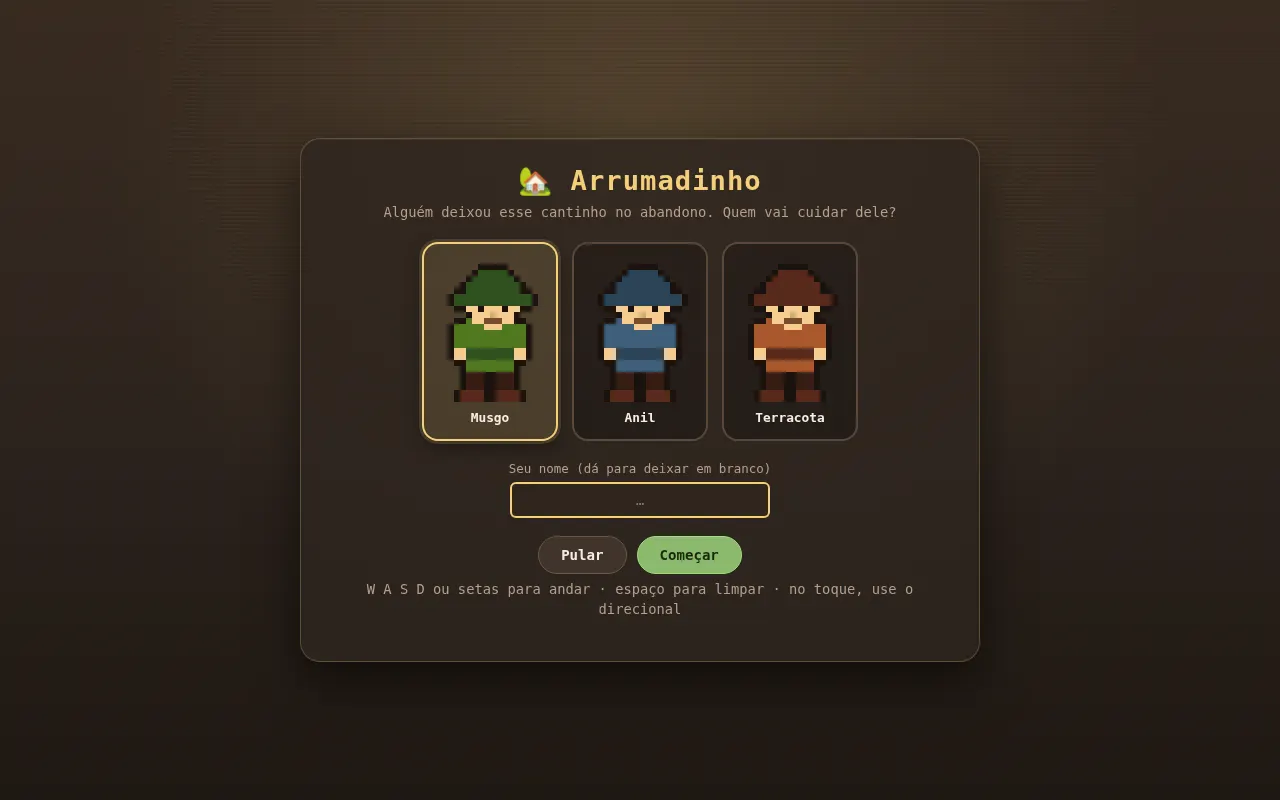 🏡 Arrumadinho
Alguém deixou esse cantinho no abandono. Quem vai cuidar dele?
Musgo
Anil
Terracota
Seu nome (dá para deixar em branco)
…
Pular
Começar
W A S D ou setas para andar · espaço para limpar · no toque, use o
direcional